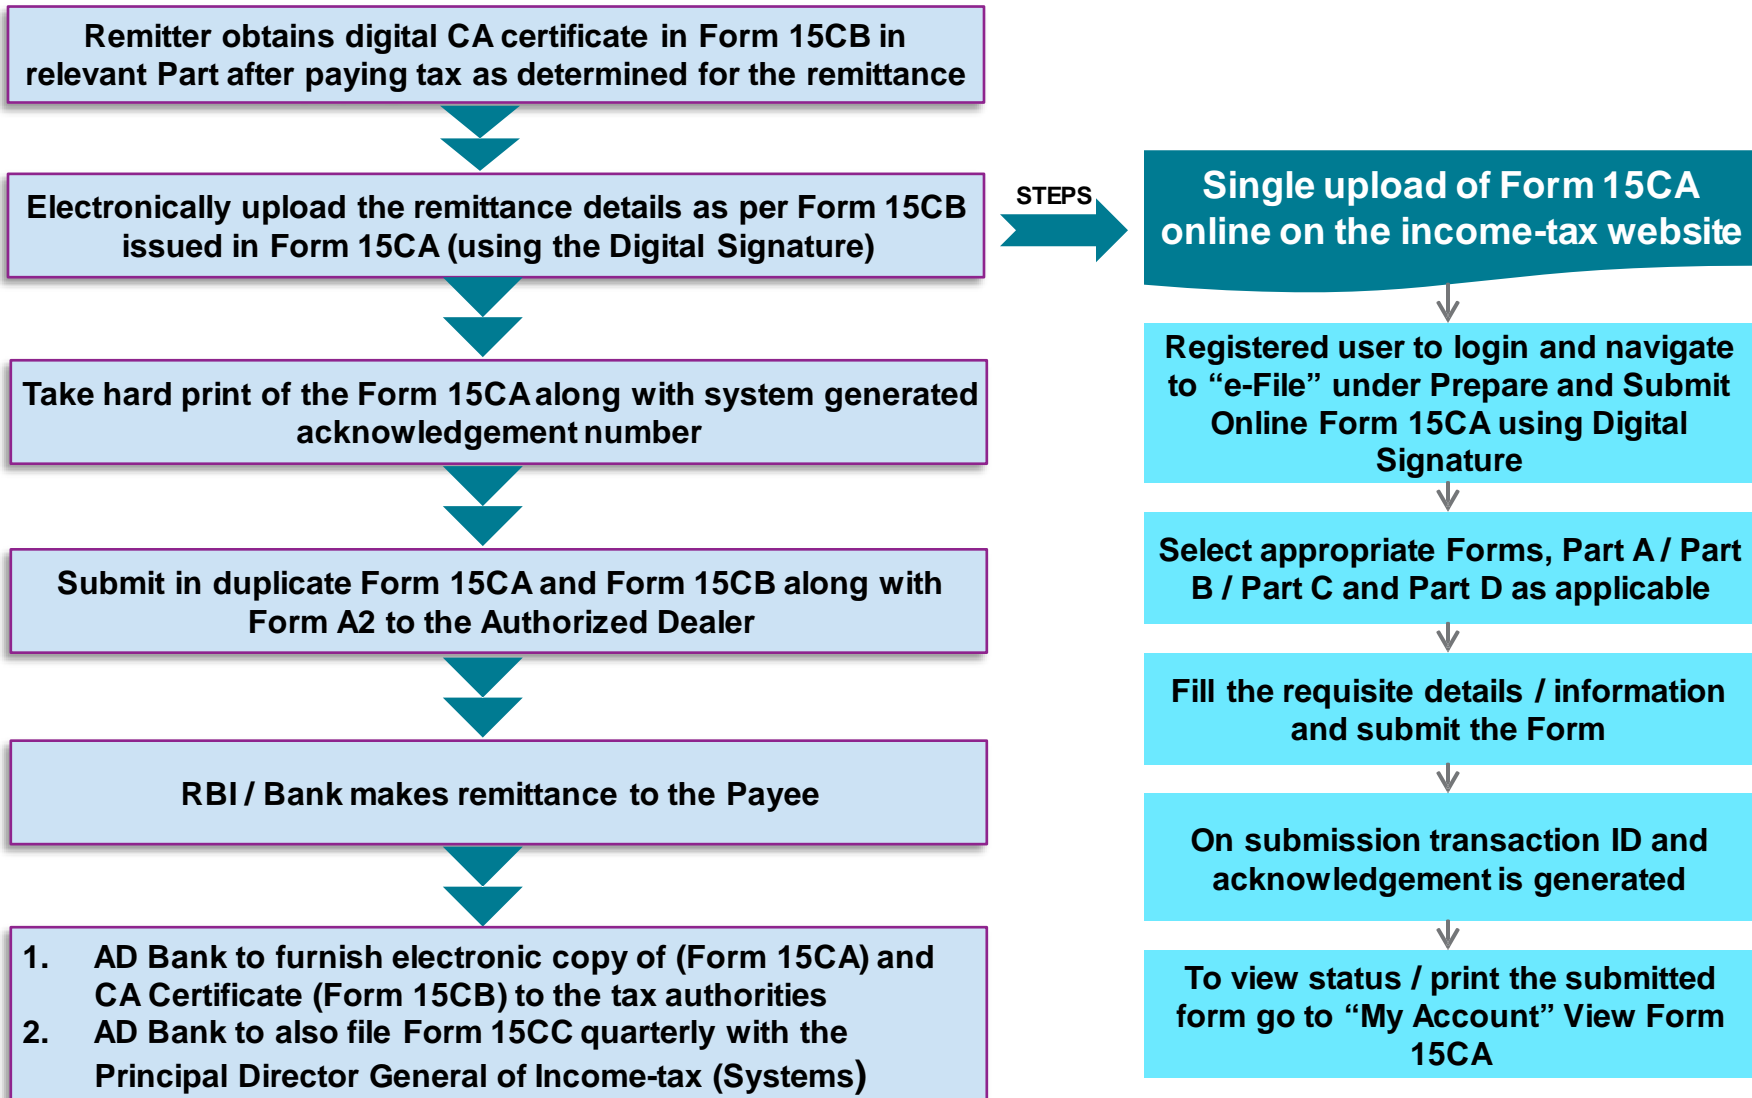 Remitter obtains digital CA certificate in Form 15CB in
relevant Part after paying tax as determined for the remittance
Electronically upload the remittance details as per Form 15CB
issued in Form 15CA (using the Digital Signature)
Take hard print of the Form 15CA along with system generated
acknowledgement number
Submit in duplicate Form 15CA and Form 15CB along with
Form A2 to the Authorized Dealer
RBI / Bank makes remittance to the Payee
1. AD Bank to furnish electronic copy of (Form 15CA) and
CA Certificate (Form 15CB) to the tax authorities
2. AD Bank to also file Form 15CC quarterly with the
Principal Director General of Income-tax (Systems)
STEPS
Single upload of Form 15CA
online on the income-tax website
Registered user to login and navigate
to “e-File” under Prepare and Submit
Online Form 15CA using Digital
Signature
Select appropriate Forms, Part A / Part
B / Part C and Part D as applicable
Fill the requisite details / information
and submit the Form
On submission transaction ID and
acknowledgement is generated
To view status / print the submitted
form go to “My Account” View Form
15CA